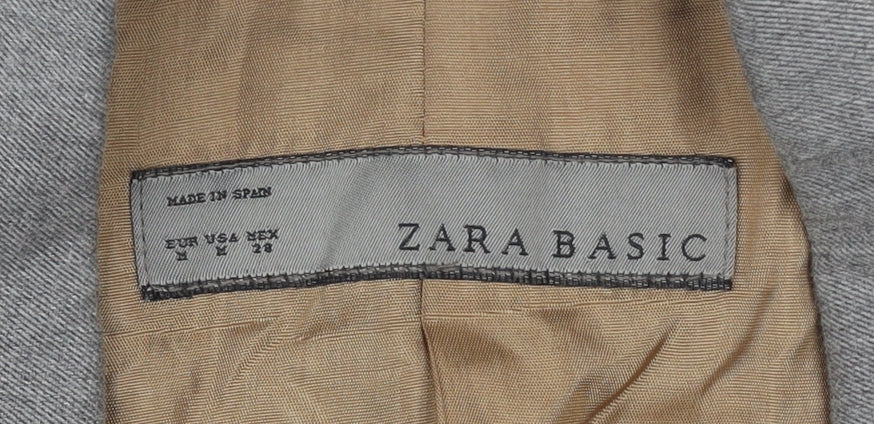 MADE IN SPAIN
EUR USA MEX
M M 28
ZARA BASIC